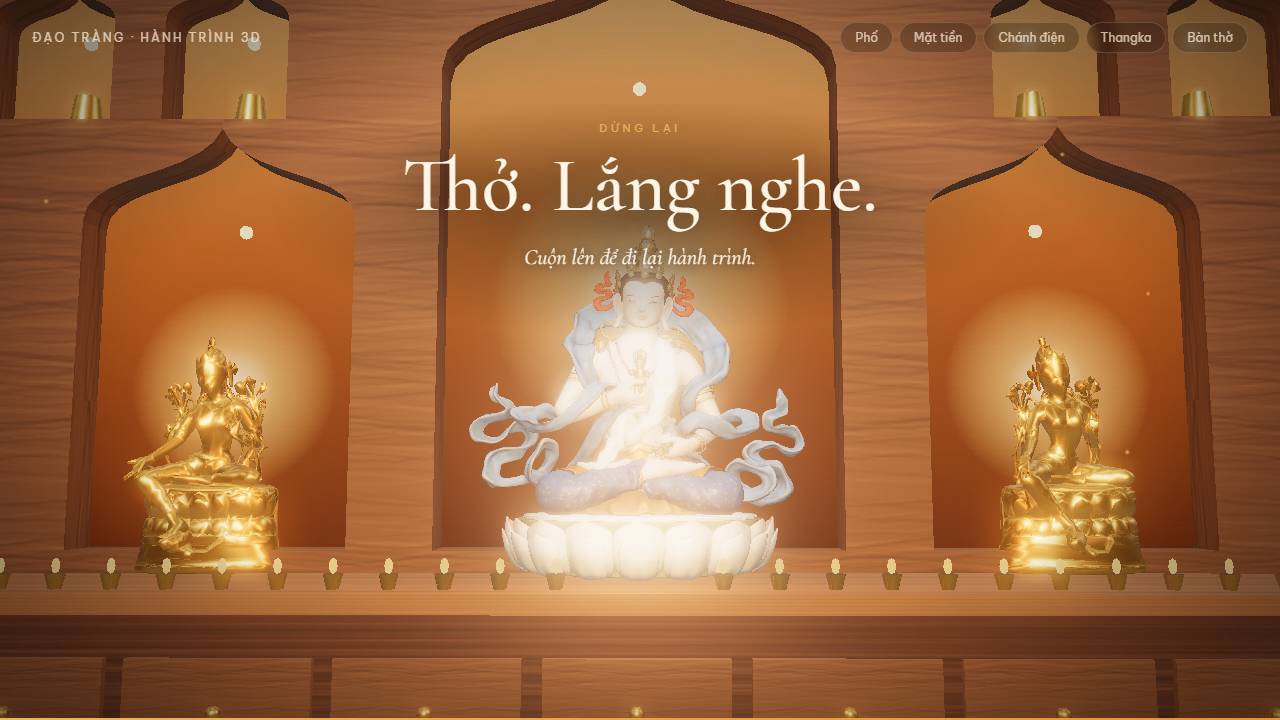 ĐẠO TRÀNG · HÀNH TRÌNH 3D
Phố
Mặt tiền
Chánh điện
Thangka
Bàn thờ
DỪNG LẠI
Thở. Lắng nghe.
Cuộn lên để đi lại hành trình.